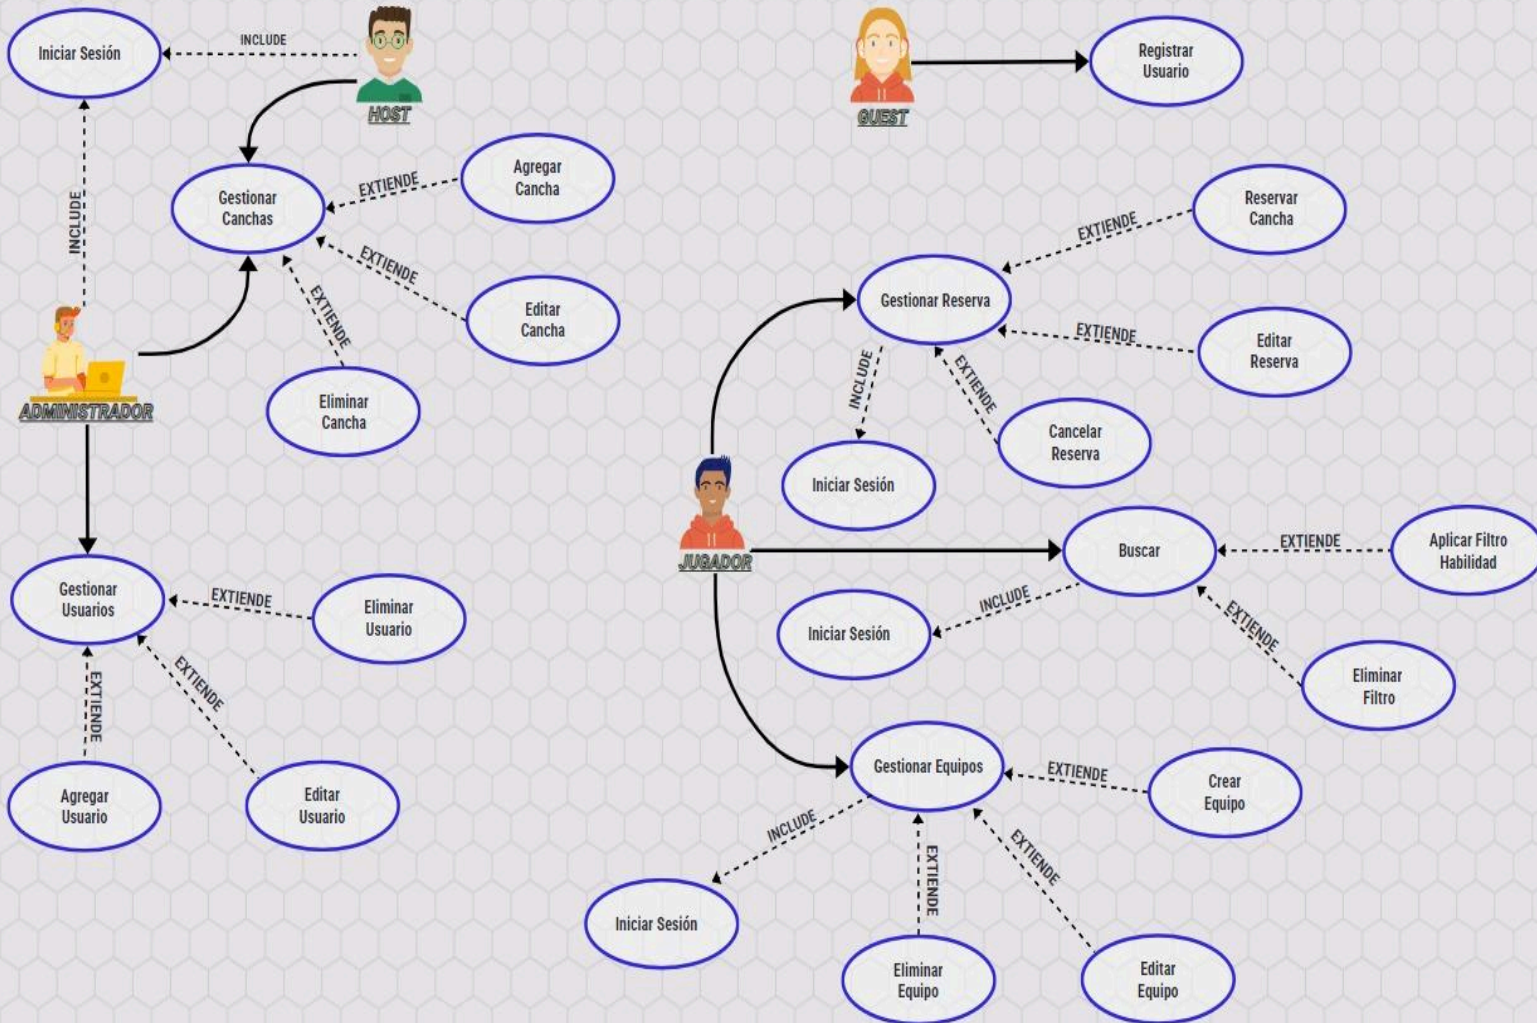 Iniciar Sesión
INCLUDE
HOST
GUEST
Registrar
Usuario
INCLUDE
Gestionar
Canchas
EXTIENDE
Agregar
Cancha
EXTIENDE
Editar
Cancha
EXTIENDE
Eliminar
Cancha
ADMINISTRADOR
Gestionar
Usuarios
EXTIENDE
Eliminar
Usuario
EXTIENDE
Agregar
Usuario
EXTIENDE
Editar
Usuario
Gestionar Reserva
EXTIENDE
Reservar
Cancha
EXTIENDE
Editar
Reserva
EXTIENDE
Cancelar
Reserva
INCLUDE
Iniciar Sesión
JUGADOR
Buscar
EXTIENDE
Aplicar Filtro
Habilidad
EXTIENDE
Eliminar
Filtro
INCLUDE
Iniciar Sesión
Gestionar Equipos
EXTIENDE
Crear
Equipo
EXTIENDE
Editar
Equipo
EXTIENDE
Eliminar
Equipo
INCLUDE
Iniciar Sesión